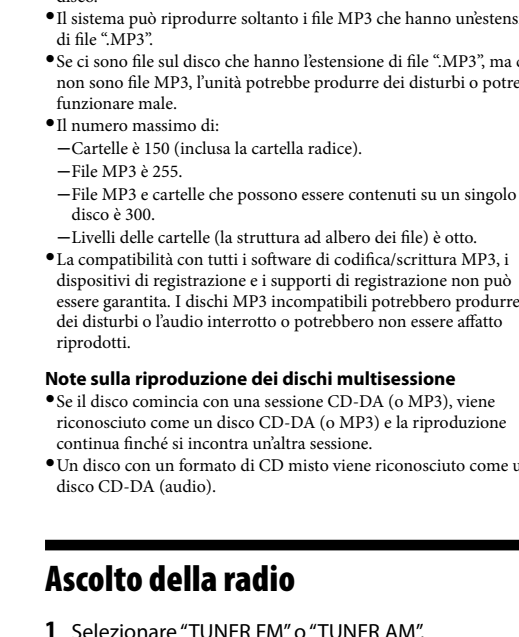 disco.
• Il sistema può riprodurre soltanto i file MP3 che hanno un'estens
di file ".MP3".
• Se ci sono file sul disco che hanno l'estensione di file ".MP3", ma
non sono file MP3, l'unità potrebbe produrre dei disturbi o potre
funzionare male.
• Il numero massimo di:
— Cartelle è 150 (inclusa la cartella radice).
— File MP3 è 255.
— File MP3 e cartelle che possono essere contenuti su un singolo
disco è 300.
— Livelli delle cartelle (la struttura ad albero dei file) è otto.
• La compatibilità con tutti i software di codifica/scrittura MP3, i
dispositivi di registrazione e i supporti di registrazione non può
essere garantita. I dischi MP3 incompatibili potrebbero produrre
dei disturbi o l'audio interrotto o potrebbero non essere affatto
riprodotti.
Note sulla riproduzione dei dischi multisessione
• Se il disco comincia con una sessione CD-DA (o MP3), viene
riconosciuto come un disco CD-DA (o MP3) e la riproduzione
continua finché si incontra un'altra sessione.
• Un disco con un formato di CD misto viene riconosciuto come u
disco CD-DA (audio).
Ascolto della radio
1 Selezionare "TUNER FM" o "TUNER AM".